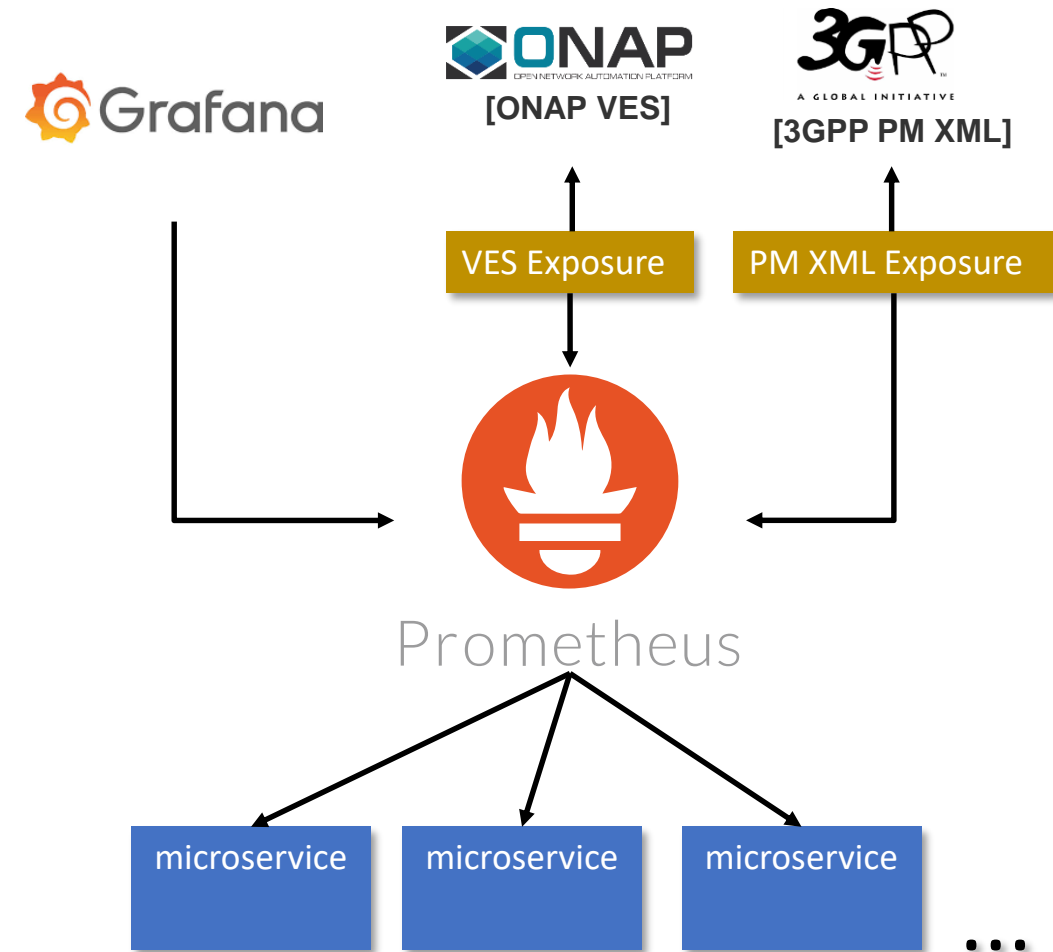 Grafana
ONAP
OPEN NETWORK AUTOMATION PLATFORM
[ONAP VES]
3GPP
TM
A GLOBAL INITIATIVE
[3GPP PM XML]
VES Exposure
PM XML Exposure
Prometheus
microservice
microservice
microservice
...